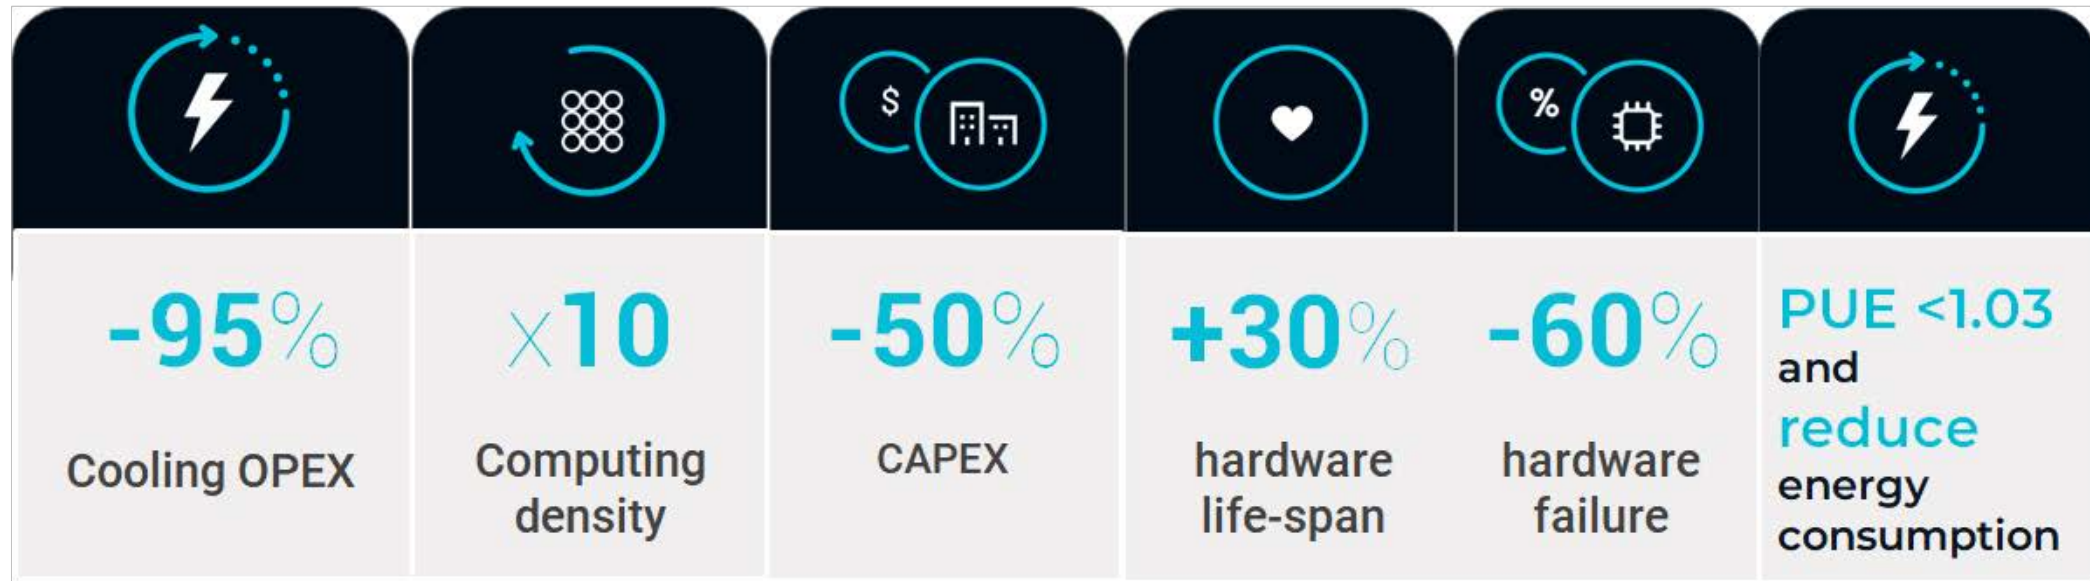 $
%
-95%
Cooling OPEX
x10
Computing
density
-50%
CAPEX
+30%
hardware
life-span
-60%
hardware
failure
PUE <1.03
and
reduce
energy
consumption